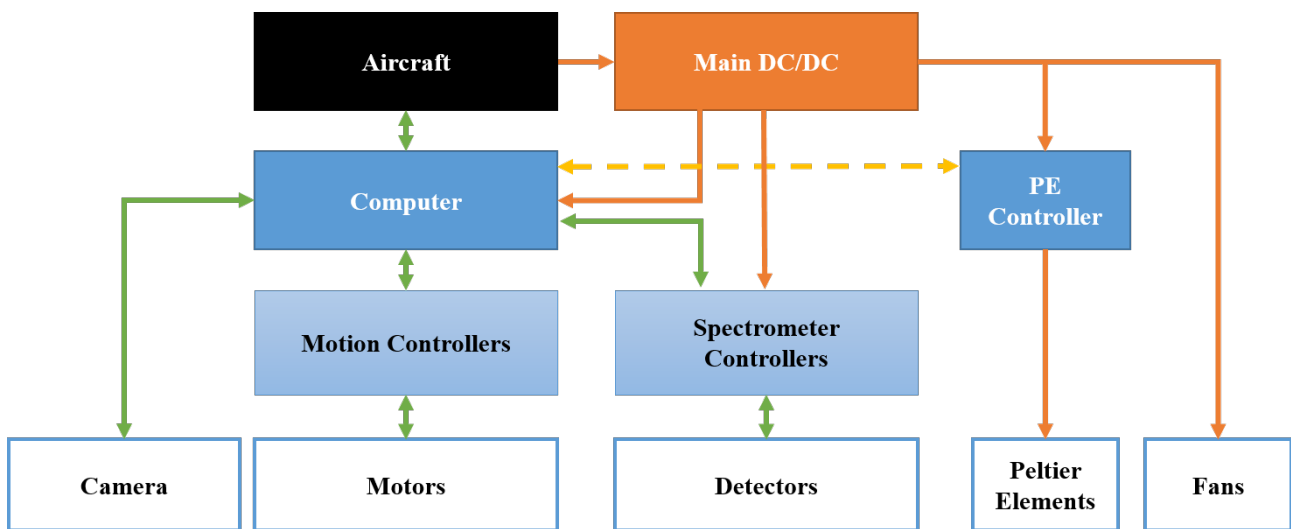 Aircraft
Main DC/DC
Computer
PE
Controller
Motion Controllers
Spectrometer
Controllers
Camera
Motors
Detectors
Peltier
Elements
Fans